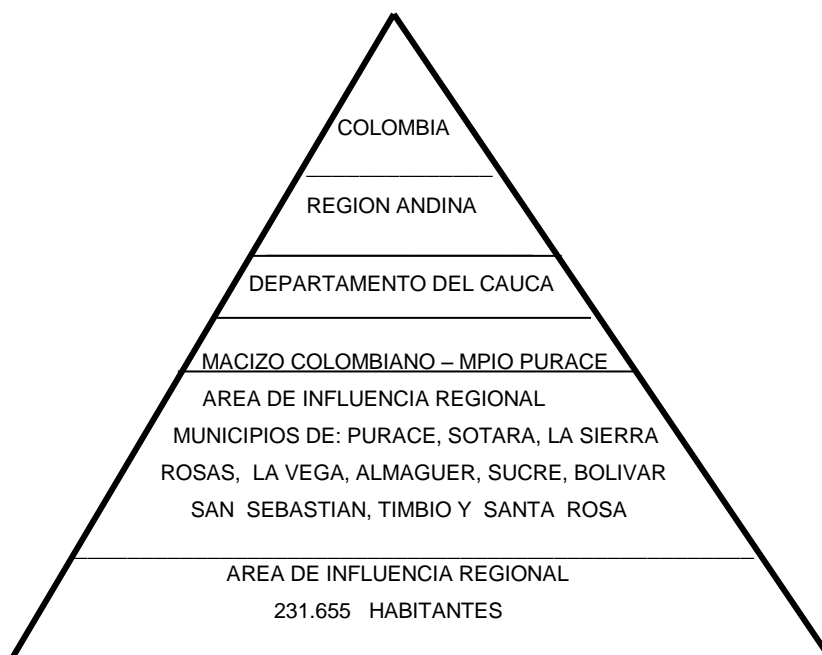 COLOMBIA
REGION ANDINA
DEPARTAMENTO DEL CAUCA
MACIZO COLOMBIANO – MPIO PURACE
AREA DE INFLUENCIA REGIONAL
MUNICIPIOS DE: PURACE, SOTARA, LA SIERRA
ROSAS, LA VEGA, ALMAGUER, SUCRE, BOLIVAR
SAN SEBASTIAN, TIMBIO Y SANTA ROSA
AREA DE INFLUENCIA REGIONAL
231.655 HABITANTES